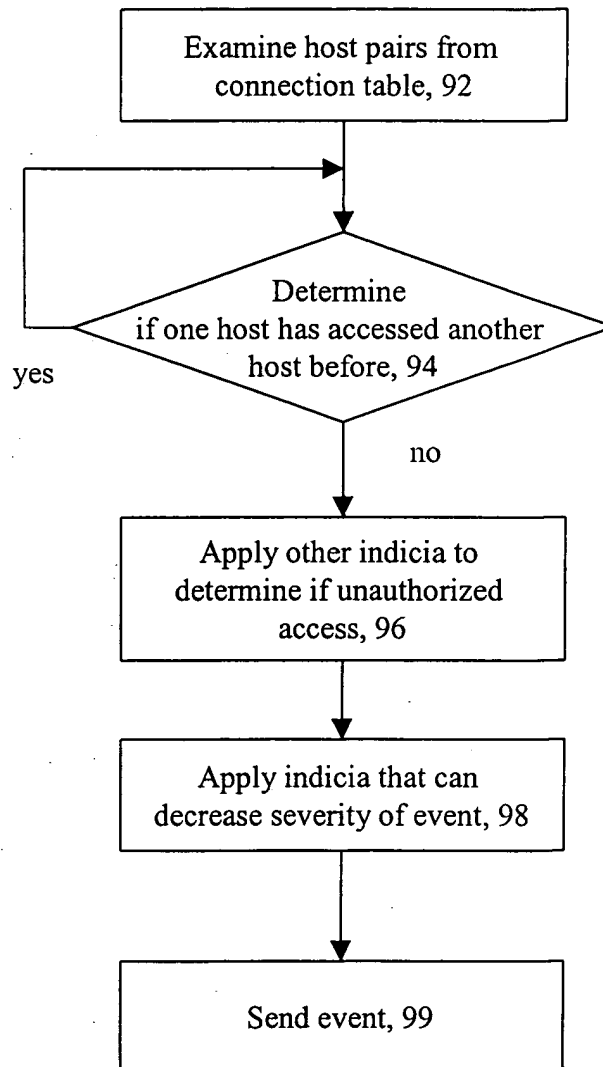 Examine host pairs from
connection table, 92
Determine
if one host has accessed another
host before, 94
yes
no
Apply other indicia to
determine if unauthorized
access, 96
Apply indicia that can
decrease severity of event, 98
Send event, 99